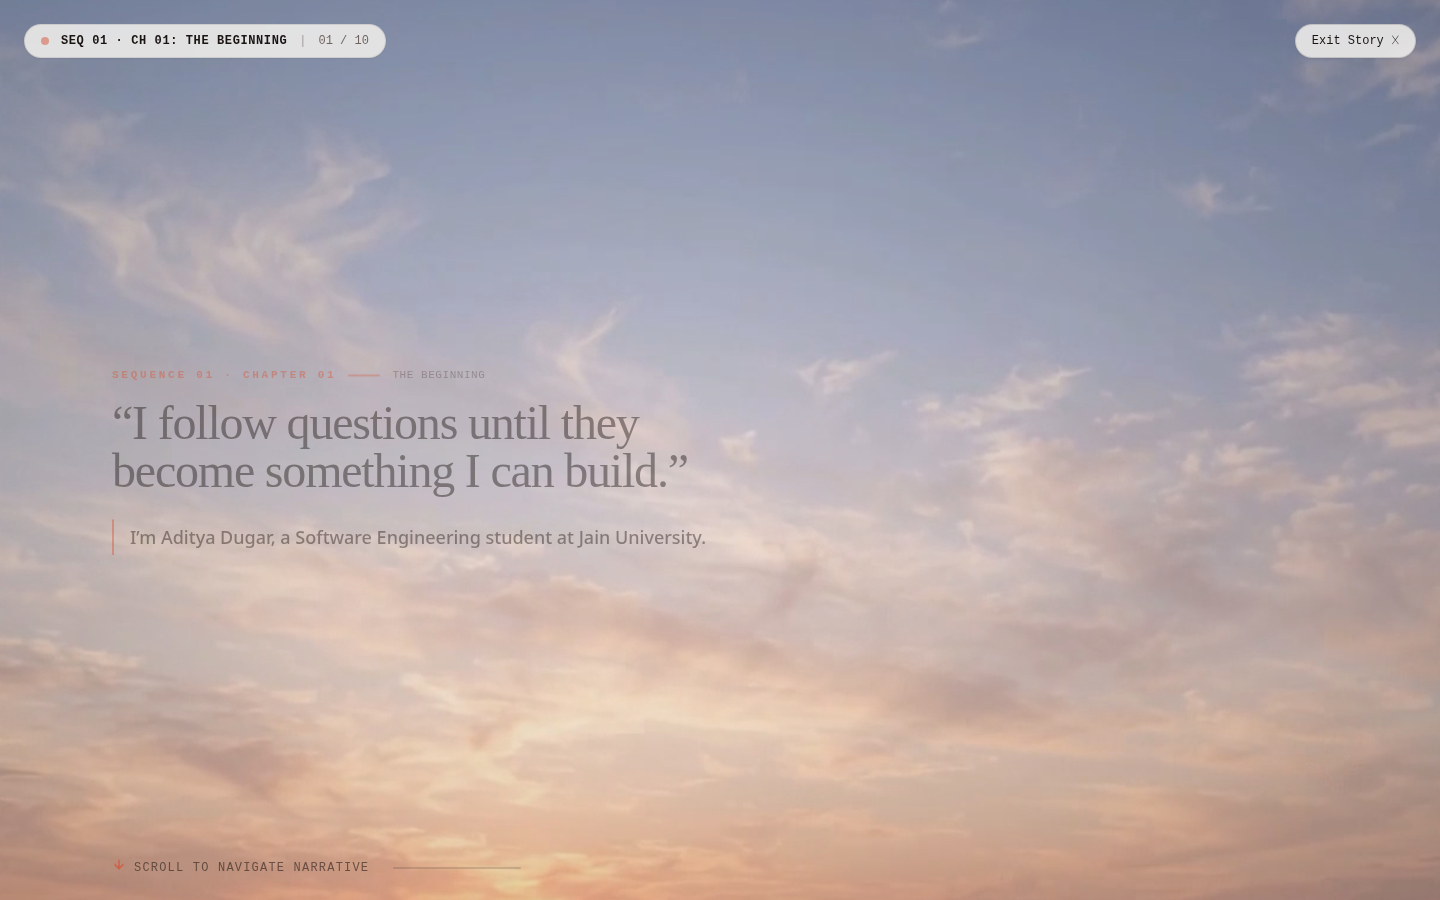 SEQ 01 · CH 01: THE BEGINNING | 01 / 10
Exit Story X
SEQUENCE 01 · CHAPTER 01 THE BEGINNING
“I follow questions until they
become something I can build.”
I’m Aditya Dugar, a Software Engineering student at Jain University.
SCROLL TO NAVIGATE NARRATIVE